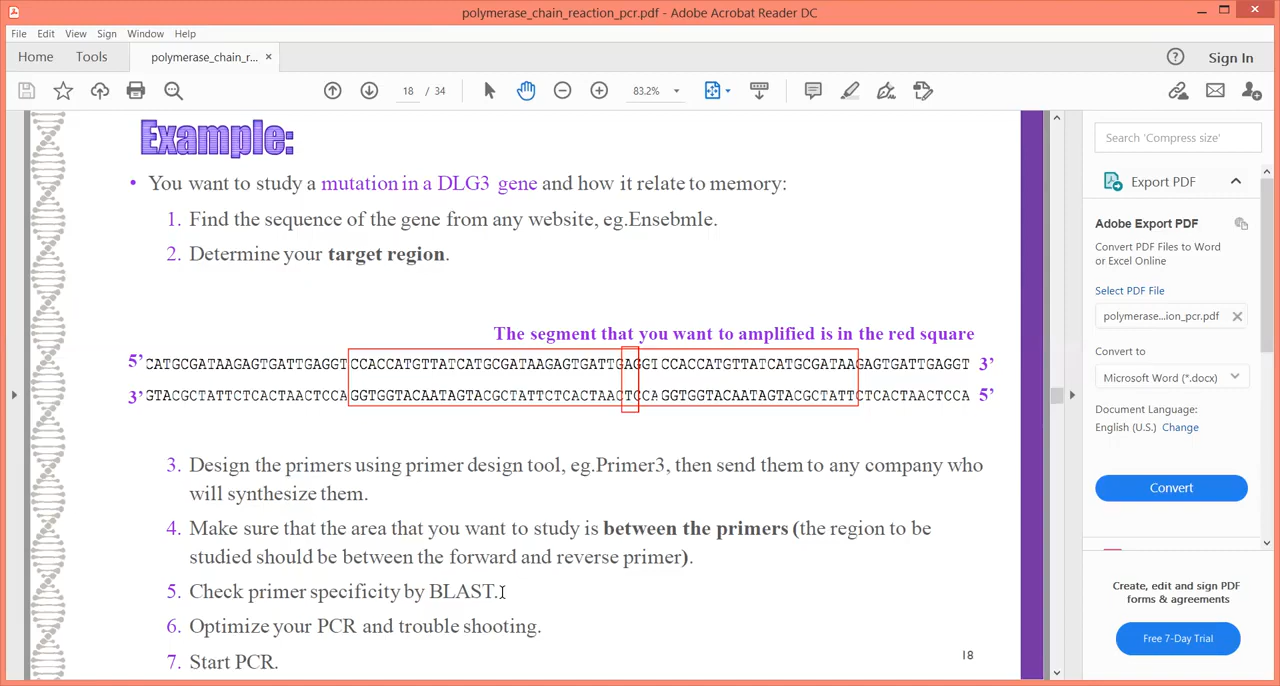 polymerase_chain_reaction_pcr.pdf - Adobe Acrobat Reader DC
File Edit View Sign Window Help
Home Tools polymerase_chain_r... × Sign In
18 / 34 83.2%
Example:
• You want to study a mutation in a DLG3 gene and how it relate to memory:
1. Find the sequence of the gene from any website, eg.Ensebmle.
2. Determine your target region.
The segment that you want to amplified is in the red square
5’ CATGCGATAAGAGTGATTGAGGTCCACCATGTTATCATGCGATAAGAGTGATTGAGGTCCACCATGTTATCATGCGATAAGAGTGATTGAGGT 3’
3’ GTACGCTATTCTCACTAACTCCAGGTGGTACAATAGTACGCTATTCTCACTAACTCCAGGTGGTACAATAGTACGCTATTCTCACTAACTCCA 5’
3. Design the primers using primer design tool, eg.Primer3, then send them to any company who
will synthesize them.
4. Make sure that the area that you want to study is between the primers (the region to be
studied should be between the forward and reverse primer).
5. Check primer specificity by BLAST.
6. Optimize your PCR and trouble shooting.
7. Start PCR.
18
Search 'Compress size'
Export PDF
Adobe Export PDF
Convert PDF Files to Word
or Excel Online
Select PDF File
polymerase...ion_pcr.pdf
Convert to
Microsoft Word (*.docx)
Document Language:
English (U.S.) Change
Convert
Create, edit and sign PDF
forms & agreements
Free 7-Day Trial